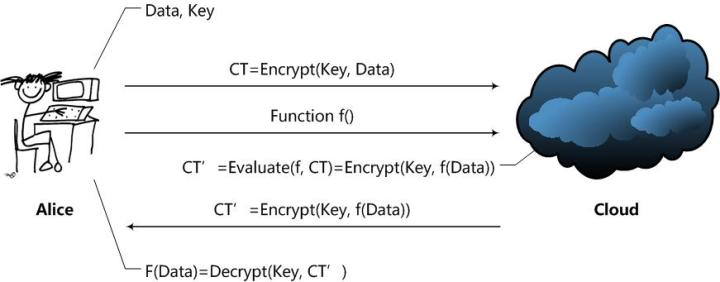 Data, Key
CT=Encrypt(Key, Data)
Function f()
CT′ =Evaluate(f, CT)=Encrypt(Key, f(Data))
Alice
CT′ =Encrypt(Key, f(Data))
Cloud
F(Data)=Decrypt(Key, CT′ )